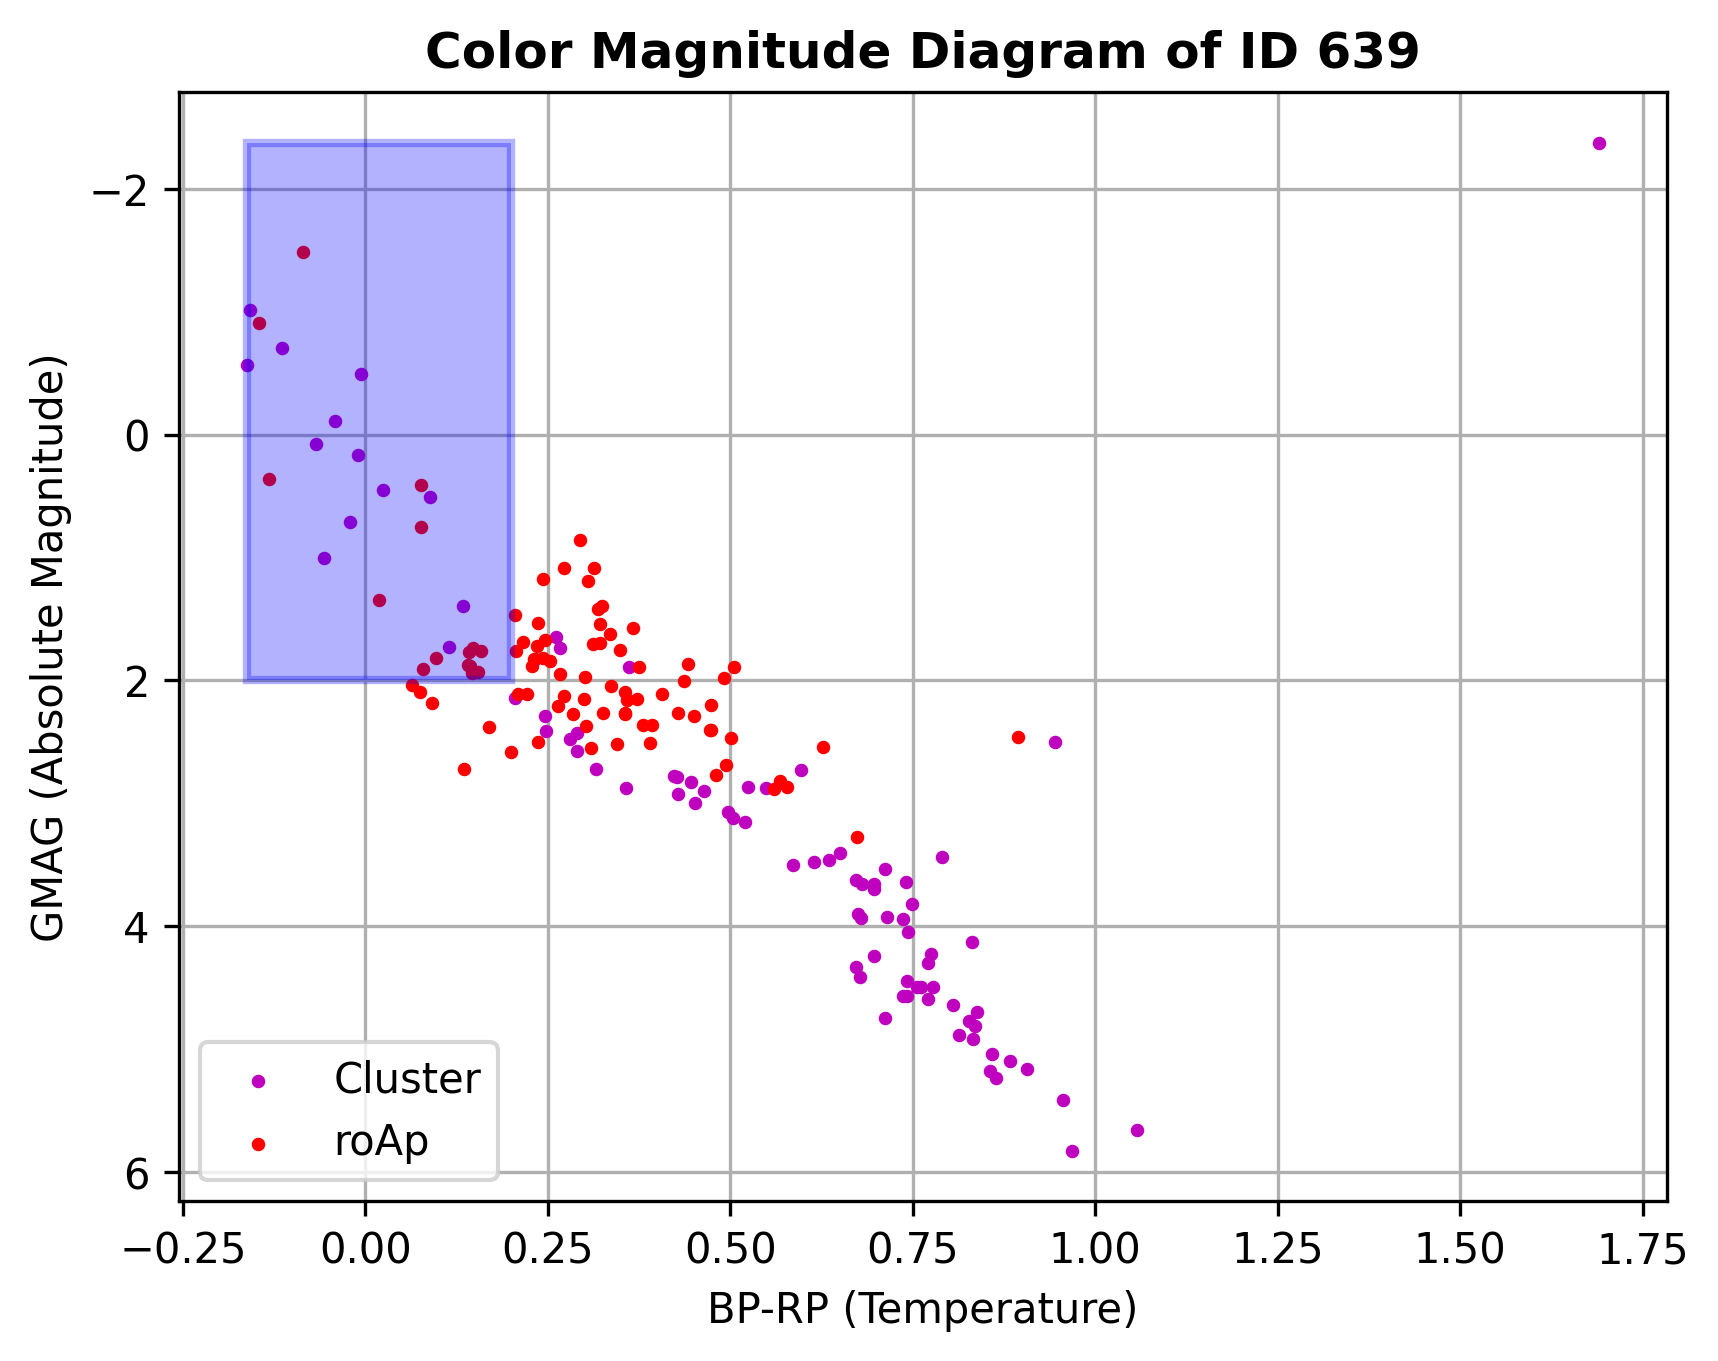 Color Magnitude Diagram of ID 639
GMAG (Absolute Magnitude)
−2
0
2
4
6
Cluster
roAp
−0.25 0.00 0.25 0.50 0.75 1.00 1.25 1.50 1.75
BP-RP (Temperature)